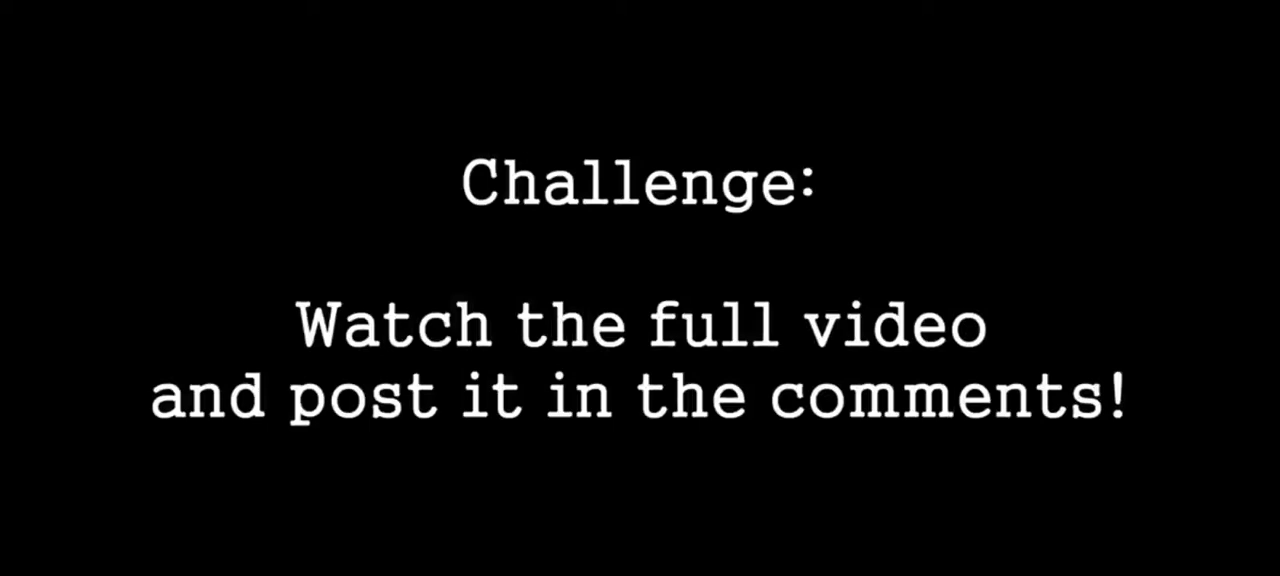 Challenge:
Watch the full video
and post it in the comments!